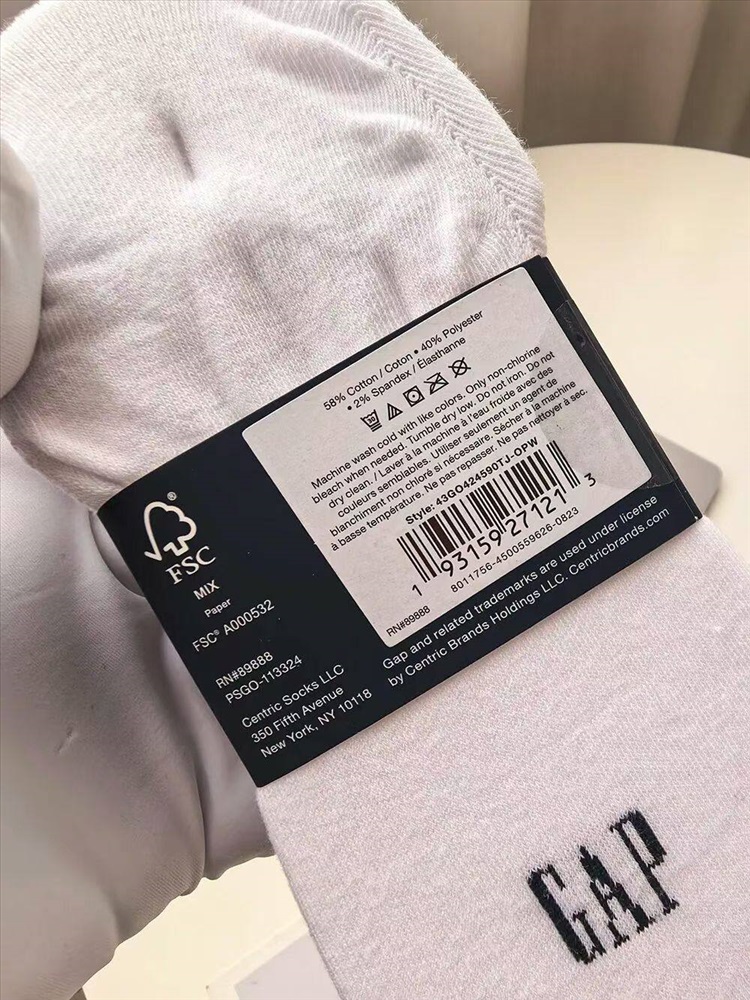 58% Cotton / Coton • 40% Polyester
• 2% Spandex / Élasthanne
30
Machine wash cold with like colors. Only non-chlorine
bleach when needed. Tumble dry low. Do not iron. Do not
dry clean. / Laver à la machine à l'eau froide avec des
couleurs semblables. Utiliser seulement un agent de
blanchiment non chloré si nécessaire. Sécher à la machine
à basse température. Ne pas repasser. Ne pas nettoyer à sec.
Style: 43GO424590TJ-OPW
1 93159 27121 3
8011756-4500559626-0823
RN#89888
Gap and related trademarks are used under license
by Centric Brands Holdings LLC. Centricbrands.com
®
FSC
MIX
Paper
FSC® A000532
RN#89888
PSGO-113324
Centric Socks LLC
350 Fifth Avenue
New York, NY 10118
GAP